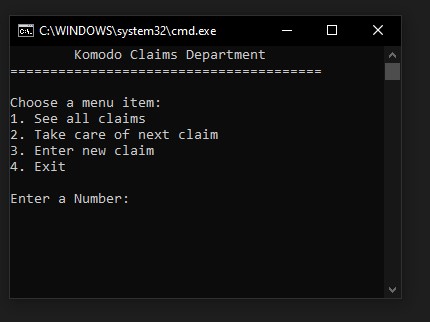 C:\WINDOWS\system32\cmd.exe
Komodo Claims Department
=======================================
Choose a menu item:
1. See all claims
2. Take care of next claim
3. Enter new claim
4. Exit
Enter a Number: